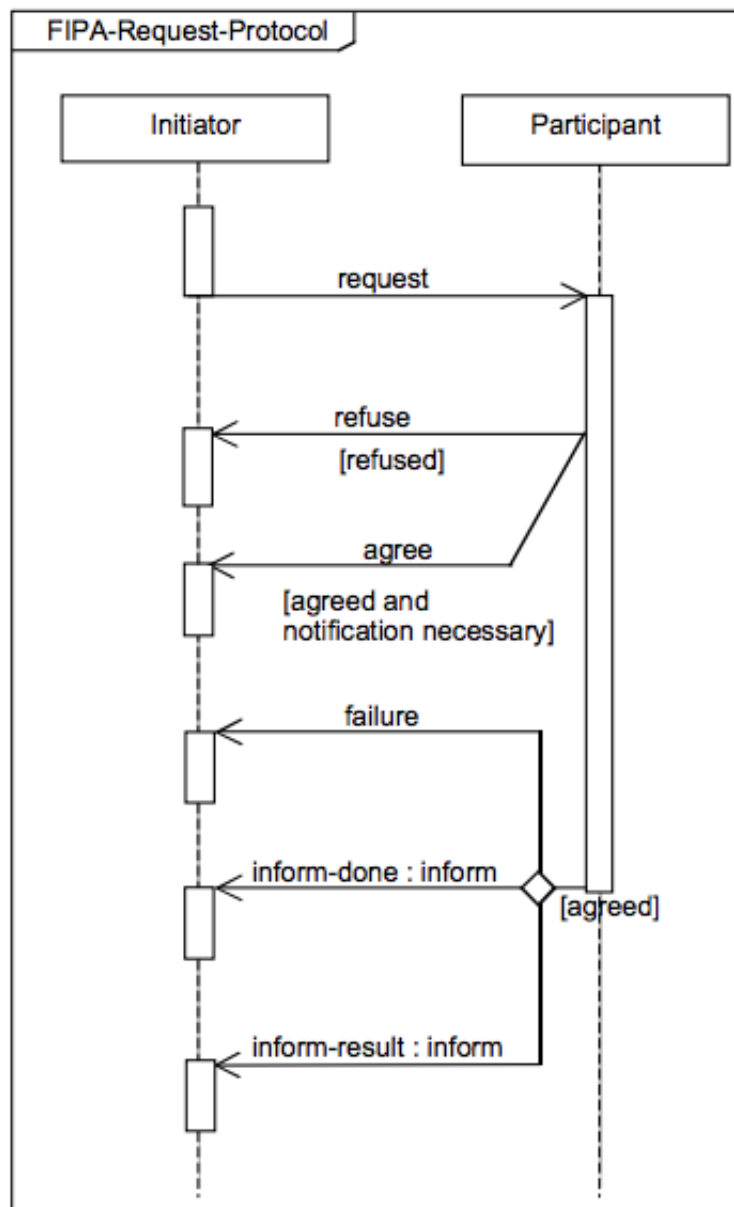 FIPA-Request-Protocol
Initiator
Participant
request
refuse
[refused]
agree
[agreed and
notification necessary]
failure
inform-done : inform
[agreed]
inform-result : inform